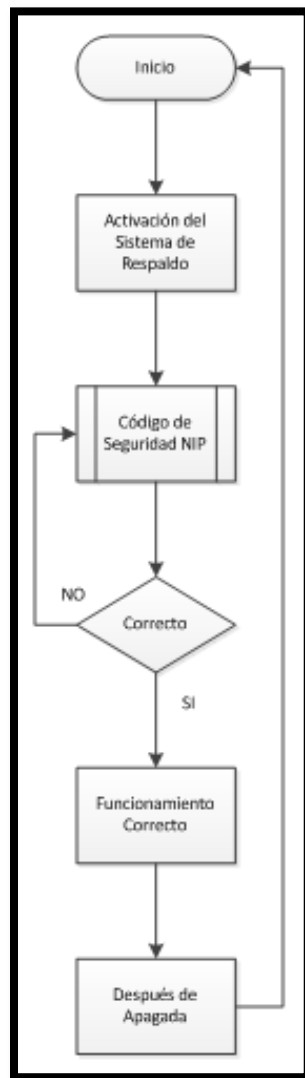 Inicio
Activación del
Sistema de
Respaldo
Código de
Seguridad NIP
NO
Correcto
SI
Funcionamiento
Correcto
Después de
Apagada